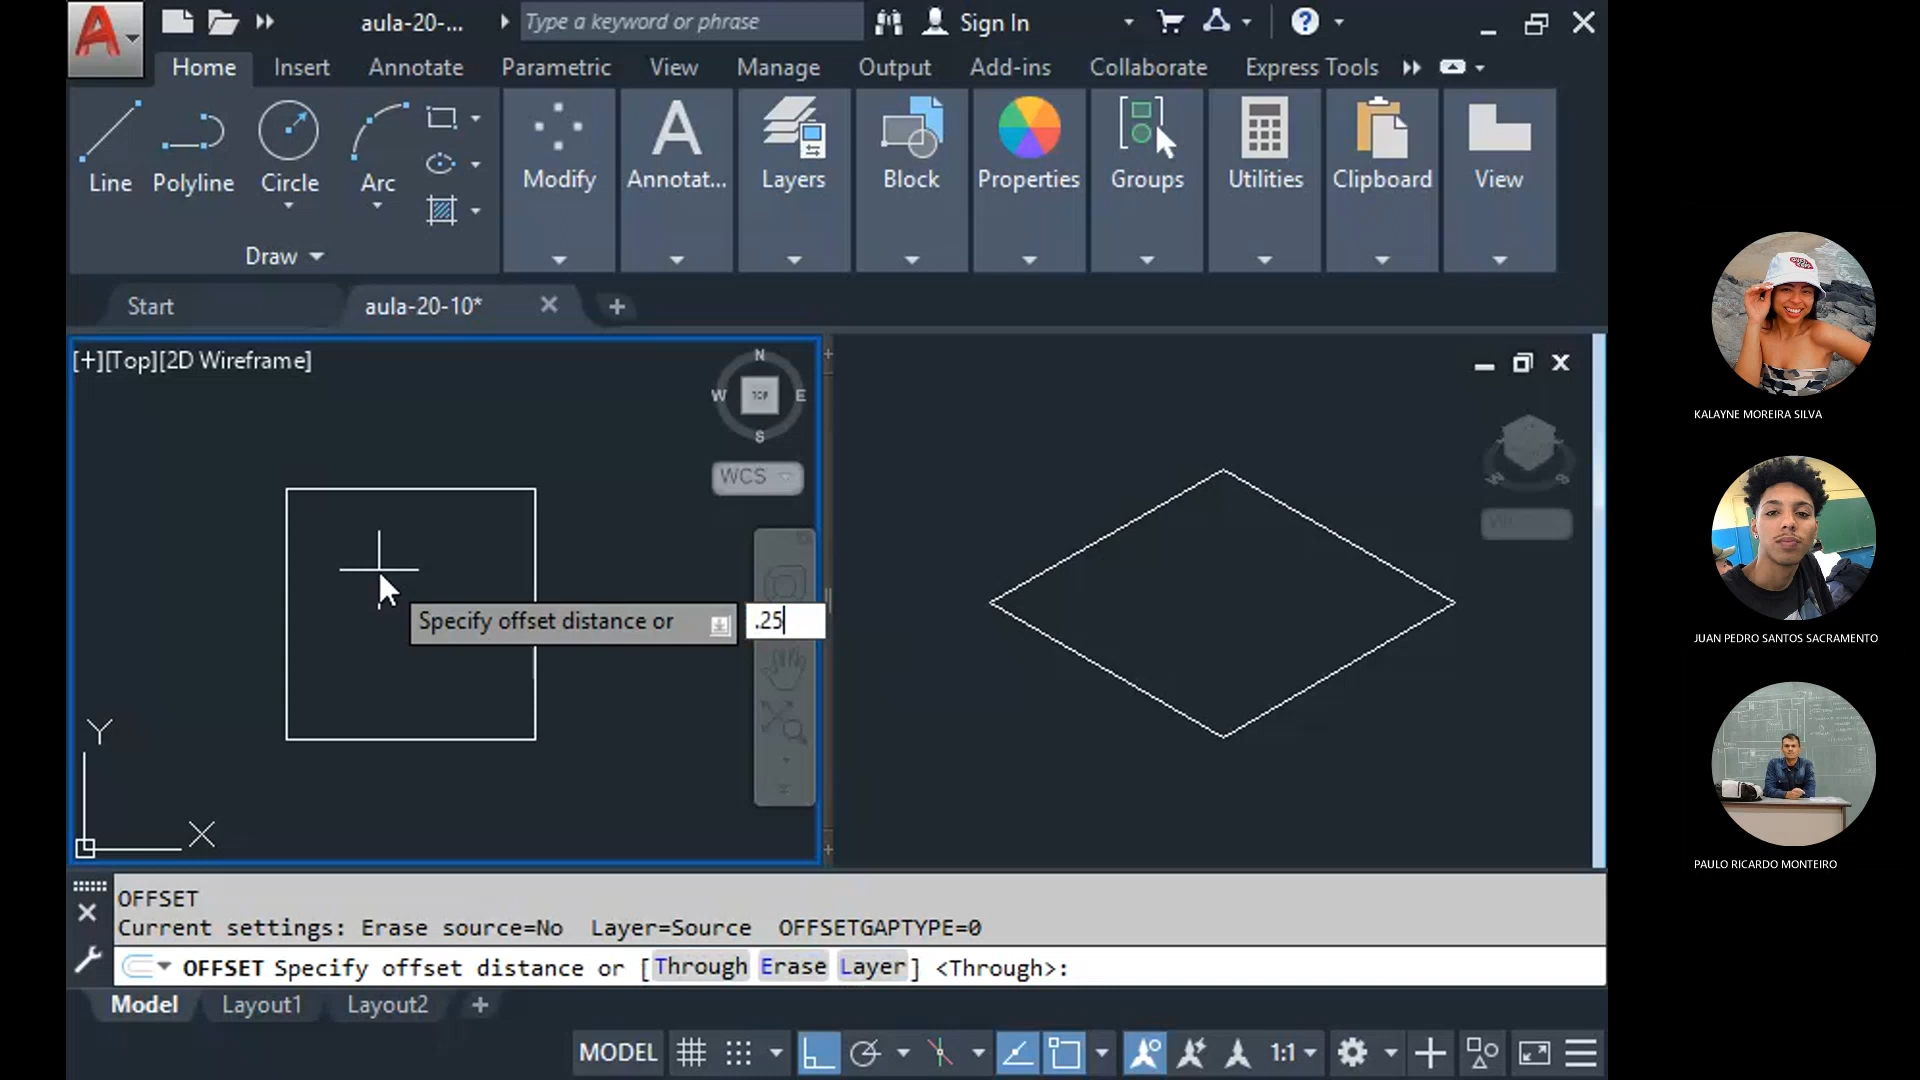 aula-20-...
Type a keyword or phrase
Sign In
Home
Insert
Annotate
Parametric
View
Manage
Output
Add-ins
Collaborate
Express Tools
Line
Polyline
Circle
Arc
Draw
Modify
Annotat...
Layers
Block
Properties
Groups
Utilities
Clipboard
View
Start
aula-20-10*
[+][Top][2D Wireframe]
N
W
TOP
E
S
WCS
Specify offset distance or
.25
Y
X
OFFSET
Current settings: Erase source=No Layer=Source OFFSETGAPTYPE=0
OFFSET Specify offset distance or [Through Erase Layer] <Through>:
Model
Layout1
Layout2
MODEL
1:1
KALAYNE MOREIRA SILVA
JUAN PEDRO SANTOS SACRAMENTO
PAULO RICARDO MONTEIRO